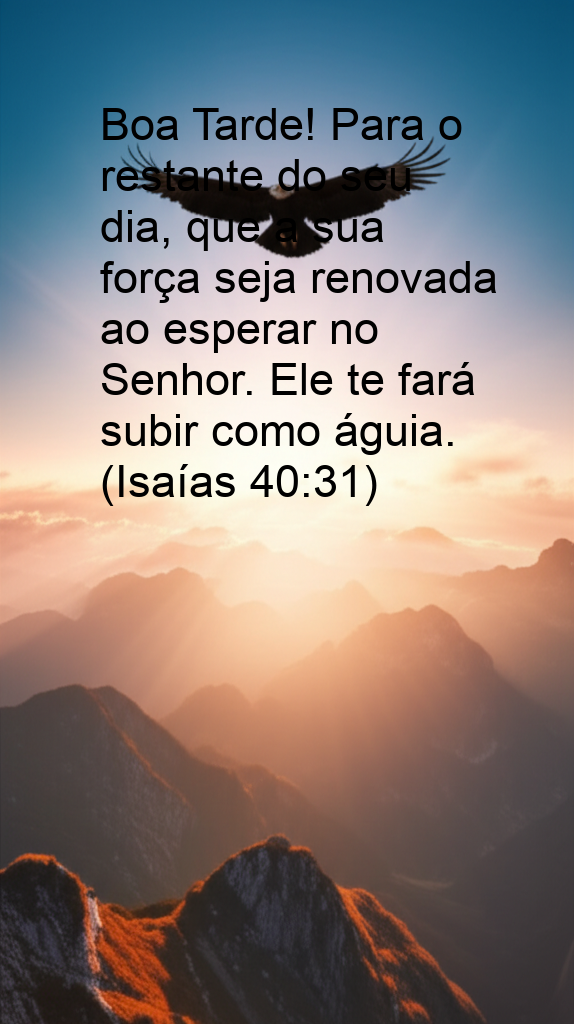 Boa Tarde! Para o
restante do seu
dia, que a sua
força seja renovada
ao esperar no
Senhor. Ele te fará
subir como águia.
(Isaías 40:31)